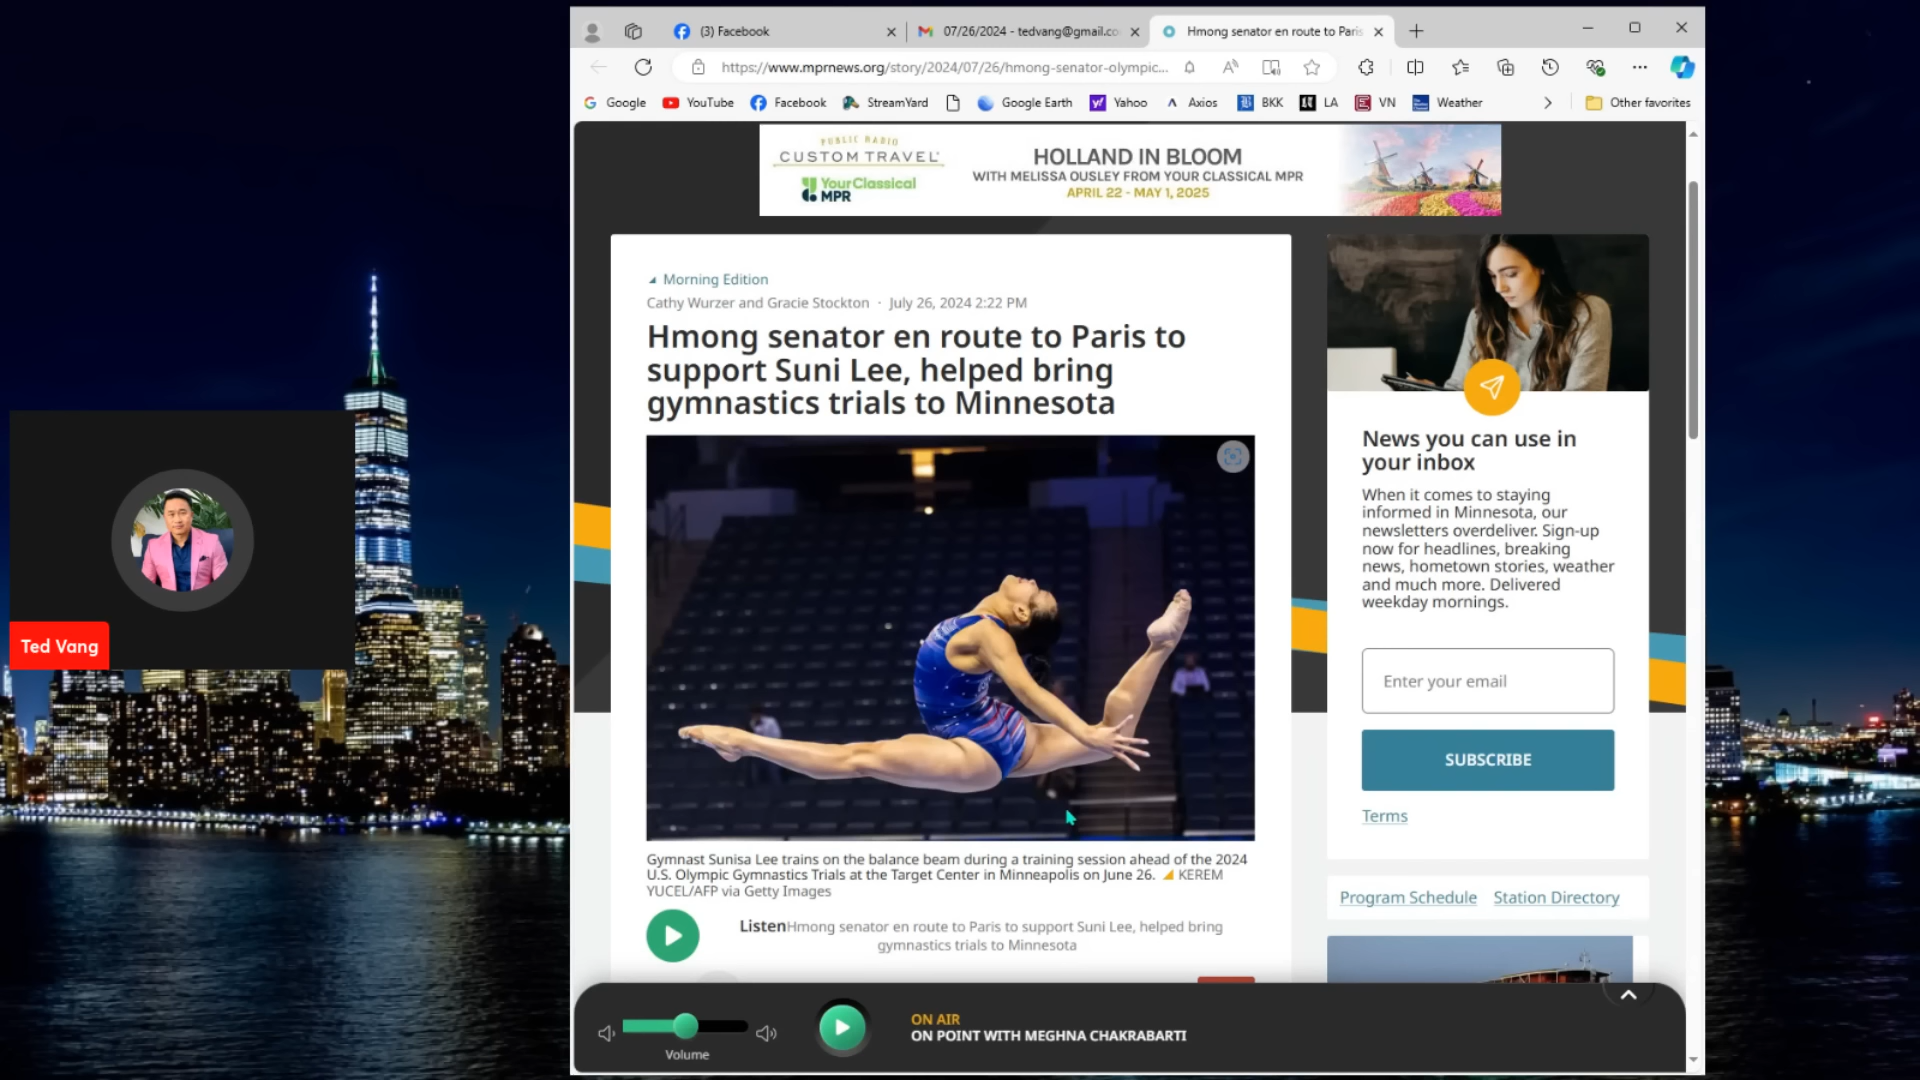 (3) Facebook
07/26/2024 - tedvang@gmail.co
Hmong senator en route to Paris
https://www.mprnews.org/story/2024/07/26/hmong-senator-olympic...
Google YouTube Facebook StreamYard Google Earth Yahoo Axios BKK LA VN Weather Other favorites
PUBLIC RADIO
CUSTOM TRAVEL
YourClassical
MPR
HOLLAND IN BLOOM
WITH MELISSA OUSLEY FROM YOUR CLASSICAL MPR
APRIL 22 - MAY 1, 2025
Morning Edition
Cathy Wurzer and Gracie Stockton · July 26, 2024 2:22 PM
Hmong senator en route to Paris to
support Suni Lee, helped bring
gymnastics trials to Minnesota
Gymnast Sunisa Lee trains on the balance beam during a training session ahead of the 2024
U.S. Olympic Gymnastics Trials at the Target Center in Minneapolis on June 26. KEREM
YUCEL/AFP via Getty Images
Listen Hmong senator en route to Paris to support Suni Lee, helped bring
gymnastics trials to Minnesota
News you can use in
your inbox
When it comes to staying
informed in Minnesota, our
newsletters overdeliver. Sign-up
now for headlines, breaking
news, hometown stories, weather
and much more. Delivered
weekday mornings.
Enter your email
SUBSCRIBE
Terms
Program Schedule Station Directory
Volume
ON AIR
ON POINT WITH MEGHNA CHAKRABARTI
Ted Vang